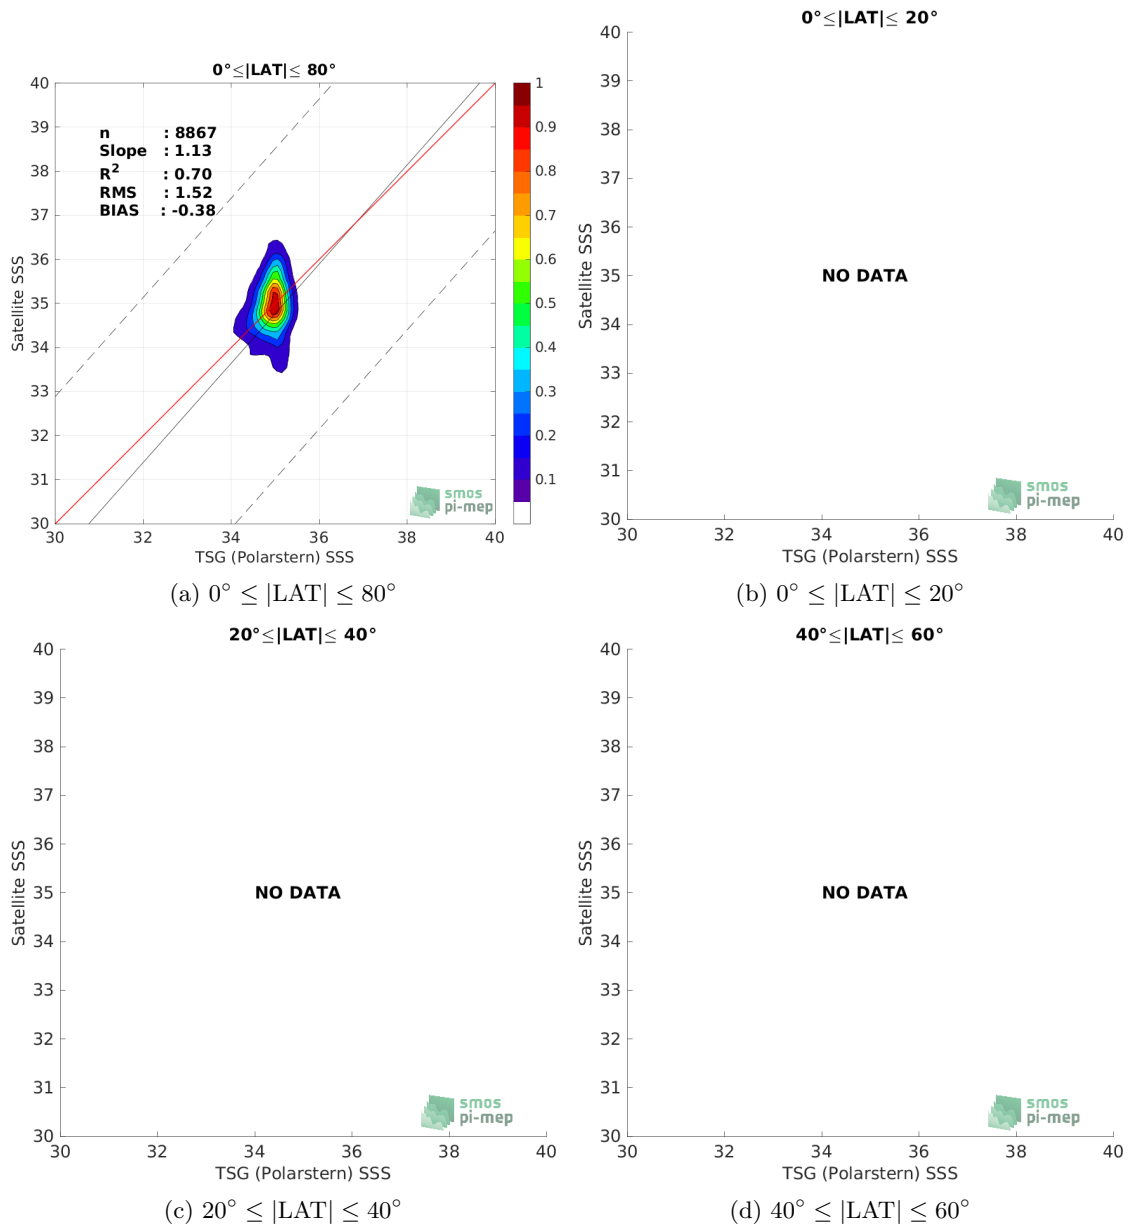 0°≤|LAT|≤ 80°
40
39
38
37
36
35
34
33
32
31
30
Satellite SSS
n : 8867
Slope : 1.13
R² : 0.70
RMS : 1.52
BIAS : -0.38
smos
pi-mep
30 32 34 36 38 40
TSG (Polarstern) SSS
1
0.9
0.8
0.7
0.6
0.5
0.4
0.3
0.2
0.1
(a) 0° ≤ |LAT| ≤ 80°
0°≤|LAT|≤ 20°
40
39
38
37
36
35
34
33
32
31
30
Satellite SSS
NO DATA
smos
pi-mep
30 32 34 36 38 40
TSG (Polarstern) SSS
(b) 0° ≤ |LAT| ≤ 20°
20°≤|LAT|≤ 40°
40
39
38
37
36
35
34
33
32
31
30
Satellite SSS
NO DATA
smos
pi-mep
30 32 34 36 38 40
TSG (Polarstern) SSS
(c) 20° ≤ |LAT| ≤ 40°
40°≤|LAT|≤ 60°
40
39
38
37
36
35
34
33
32
31
30
Satellite SSS
NO DATA
smos
pi-mep
30 32 34 36 38 40
TSG (Polarstern) SSS
(d) 40° ≤ |LAT| ≤ 60°